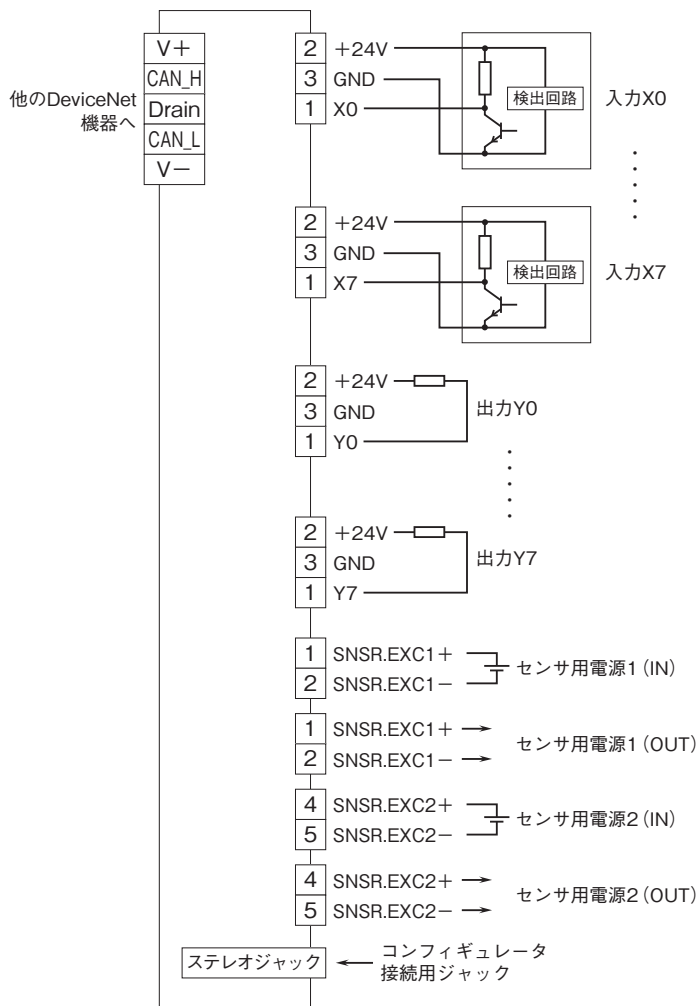 他のDeviceNet
機器へ
V+
CAN_H
Drain
CAN_L
V−
2 +24V
3 GND
1 X0
検出回路
入力X0
2 +24V
3 GND
1 X7
検出回路
入力X7
2 +24V
3 GND
1 Y0
出力Y0
2 +24V
3 GND
1 Y7
出力Y7
1 SNSR.EXC1+
2 SNSR.EXC1−
センサ用電源1(IN)
1 SNSR.EXC1+
2 SNSR.EXC1−
センサ用電源1(OUT)
4 SNSR.EXC2+
5 SNSR.EXC2−
センサ用電源2(IN)
4 SNSR.EXC2+
5 SNSR.EXC2−
センサ用電源2(OUT)
ステレオジャック
コンフィギュレータ
接続用ジャック